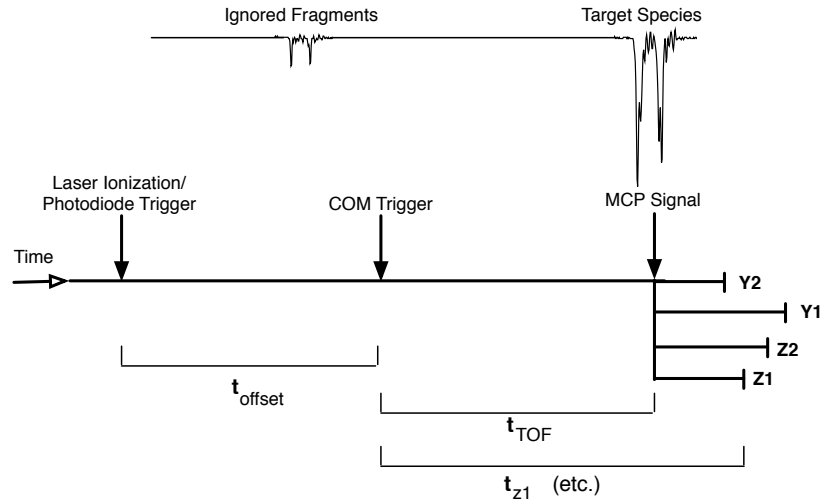 Ignored Fragments
Target Species
Laser Ionization/
Photodiode Trigger
COM Trigger
MCP Signal
Time
Y2
Y1
Z2
Z1
t_offset
t_TOF
t_z1 (etc.)